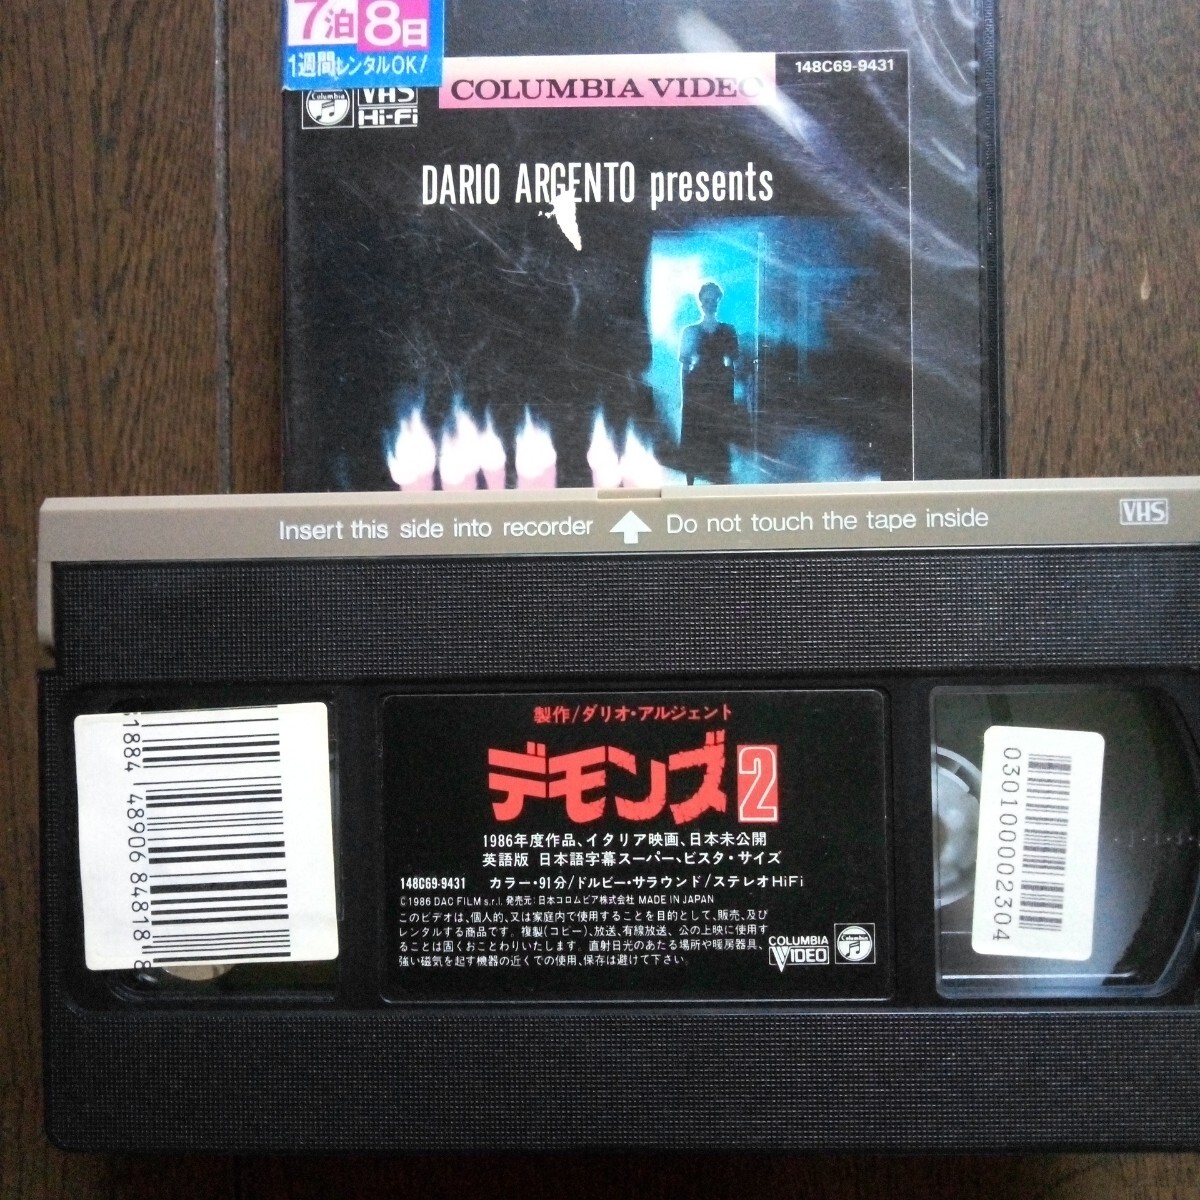 7泊8日
1週間レンタルOK!
Columbia
VHS
Hi-Fi
COLUMBIA VIDEO
148C69-9431
DARIO ARGENTO presents
Insert this side into recorder
Do not touch the tape inside
VHS
製作/ダリオ・アルジェント
デモンズ2
1986年度作品、イタリア映画、日本未公開
英語版 日本語字幕スーパー、ビスタ・サイズ
148C69-9431 カラー・91分/ドルビー・サラウンド/ステレオHiFi
©1986 DAC FILM s.r.l. 発売元:日本コロムビア株式会社 MADE IN JAPAN
このビデオは、個人的、又は家庭内で使用することを目的として、販売、及び
レンタルする商品です。複製(コピー)、放送、有線放送、公の上映に使用す
ることは固くおことわりいたします。直射日光のあたる場所や暖房器具、
強い磁気を起す機器の近くでの使用、保存は避けて下さい。
COLUMBIA
VIDEO
Columbia
1884 48906 84818 8
0301000002304